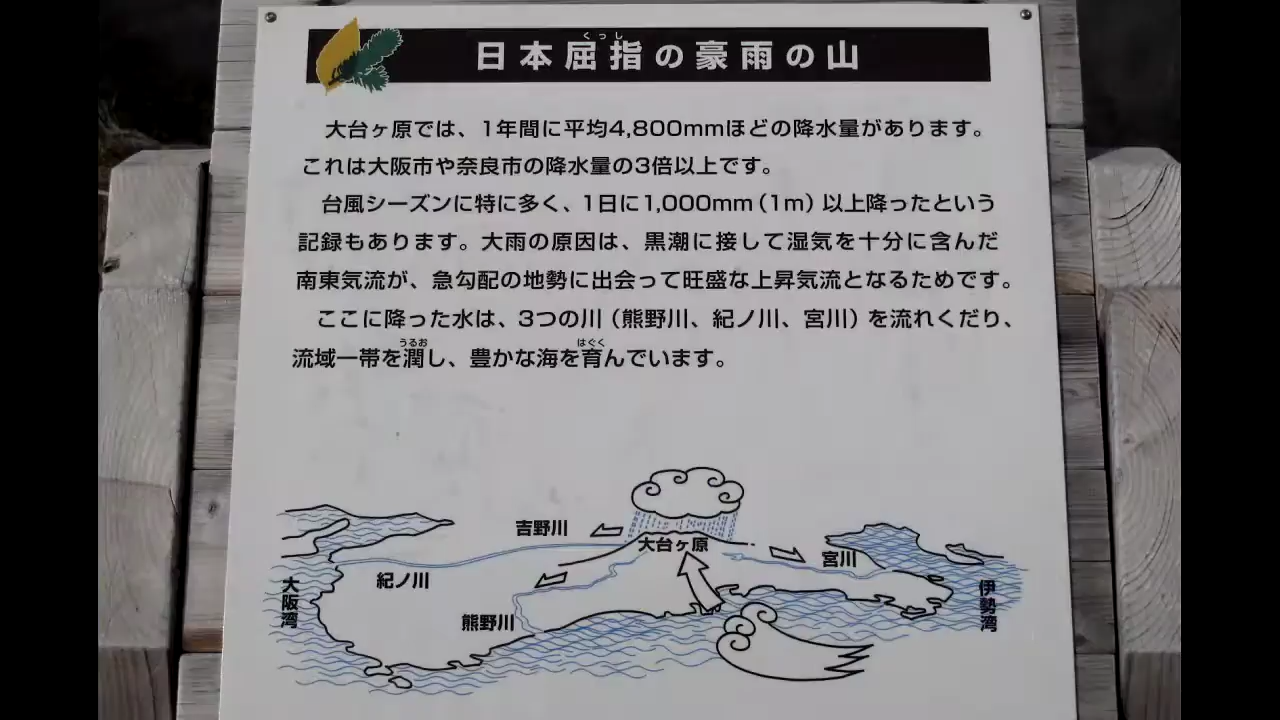 日本屈指の豪雨の山
くっし
大台ヶ原では、1年間に平均4,800mmほどの降水量があります。
これは大阪市や奈良市の降水量の3倍以上です。
台風シーズンに特に多く、1日に1,000mm（1m）以上降ったという
記録もあります。大雨の原因は、黒潮に接して湿気を十分に含んだ
南東気流が、急勾配の地勢に出会って旺盛な上昇気流となるためです。
ここに降った水は、3つの川（熊野川、紀ノ川、宮川）を流れくだり、
うるお
はぐく
流域一帯を潤し、豊かな海を育んでいます。
吉野川
大台ヶ原
宮川
紀ノ川
大阪湾
伊勢湾
熊野川